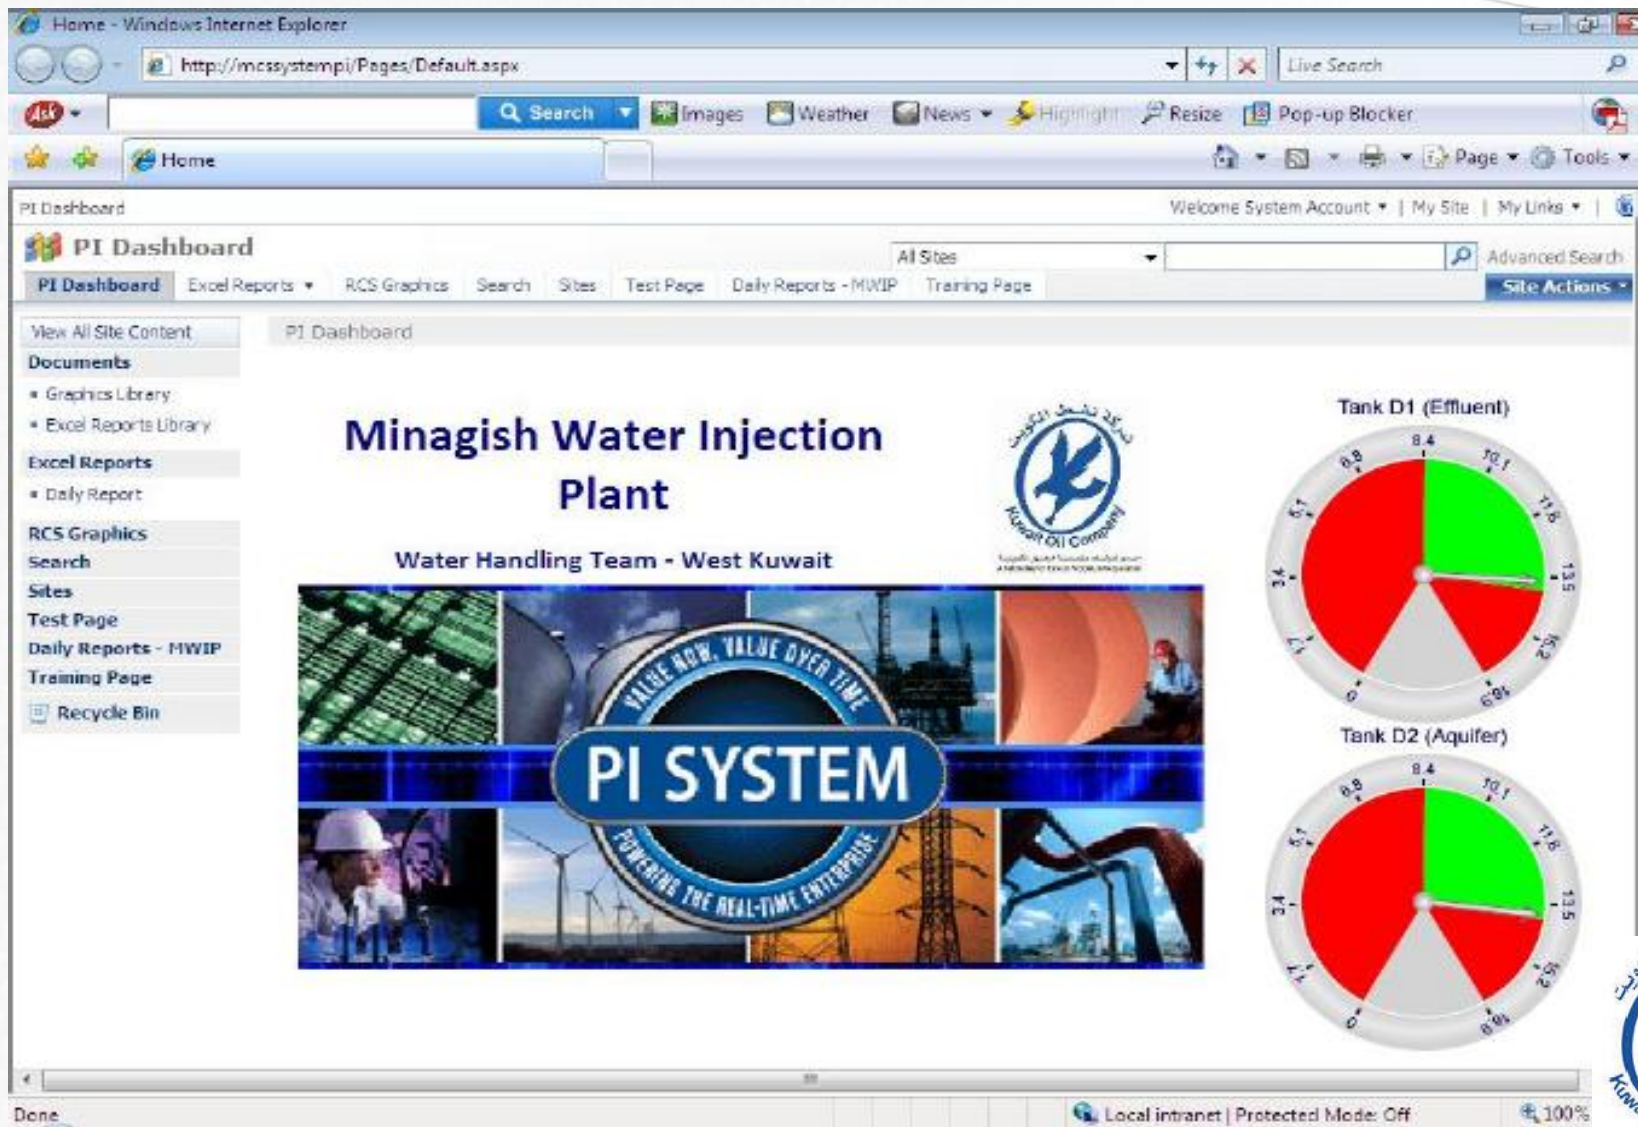 Home - Windows Internet Explorer
http://mcssystempi/Pages/Default.aspx
Live Search
Ask
Search Images Weather News Highlight Resize Pop-up Blocker
Home
Page Tools
PI Dashboard
Welcome System Account | My Site | My Links |
PI Dashboard
All Sites
Advanced Search
PI Dashboard Excel Reports RCS Graphics Search Sites Test Page Daily Reports - MWIP Training Page
Site Actions
View All Site Content
PI Dashboard
Documents
Graphics Library
Excel Reports Library
Excel Reports
Daily Report
RCS Graphics
Search
Sites
Test Page
Daily Reports - MWIP
Training Page
Recycle Bin
Minagish Water Injection
Plant
Water Handling Team - West Kuwait
شركة نفط الكويت
Kuwait Oil Company
VALUE NOW, VALUE OVER TIME
PI SYSTEM
POWERING THE REAL-TIME ENTERPRISE
Tank D1 (Effluent)
0 1.7 3.4 5.1 6.8 8.4 10.1 11.8 13.5 15.2 16.9
Tank D2 (Aquifer)
0 1.7 3.4 5.1 6.8 8.4 10.1 11.8 13.5 15.2 16.9
Done
Local intranet | Protected Mode: Off
100%